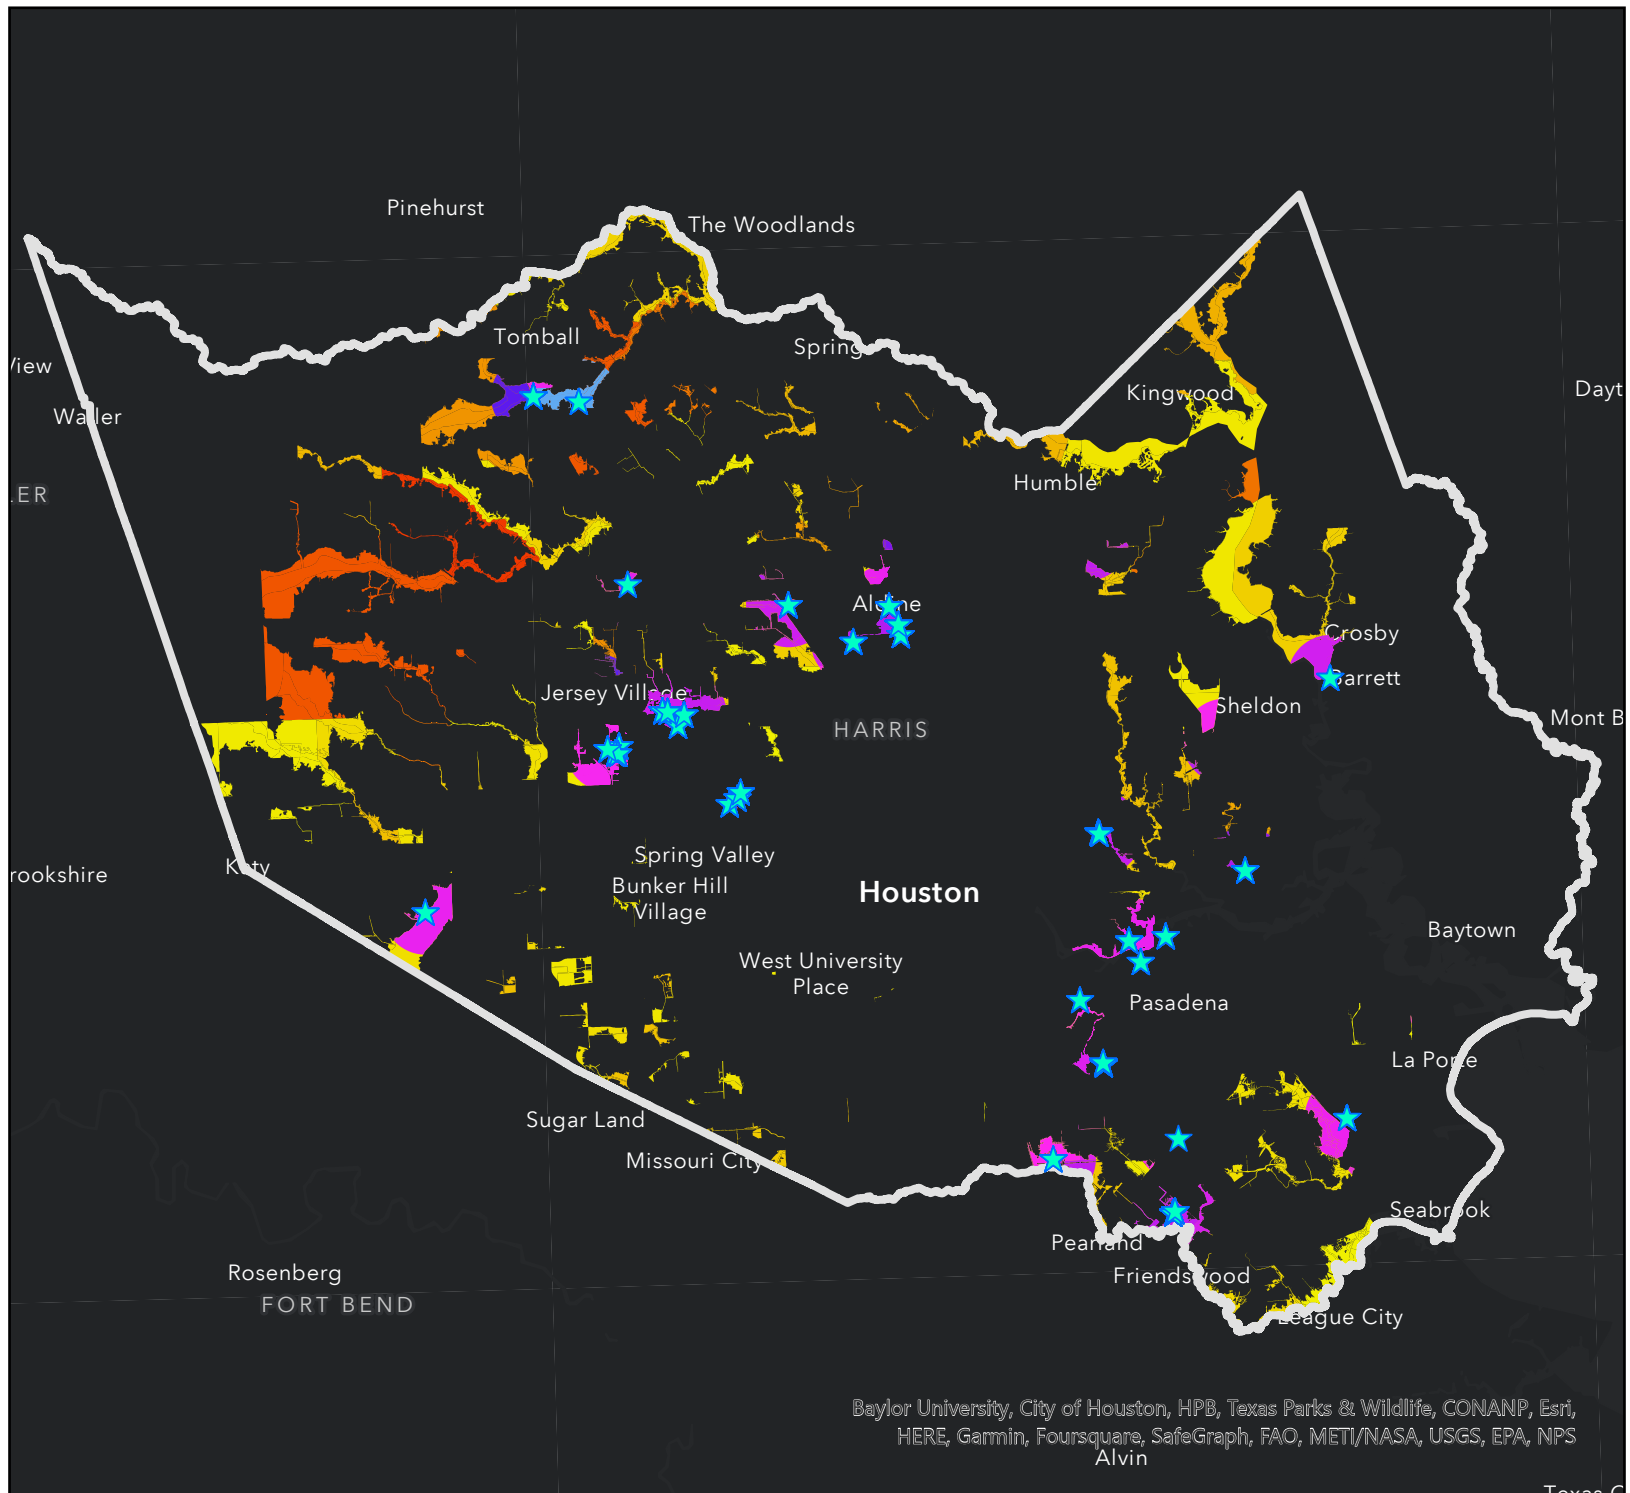 Pinehurst
The Woodlands
Tomball
Spring
View
Kingwood
Dayt
Waller
Humble
LER
Aldine
Crosby
Barrett
Jersey Village
Sheldon
Mont B
HARRIS
Spring Valley
Katy
rookshire
Bunker Hill
Village
Houston
Baytown
West University
Place
Pasadena
La Porte
Sugar Land
Missouri City
Seabrook
Pearland
Rosenberg
Friendswood
FORT BEND
League City
Baylor University, City of Houston, HPB, Texas Parks & Wildlife, CONANP, Esri,
HERE, Garmin, Foursquare, SafeGraph, FAO, METI/NASA, USGS, EPA, NPS
Alvin
Texas C